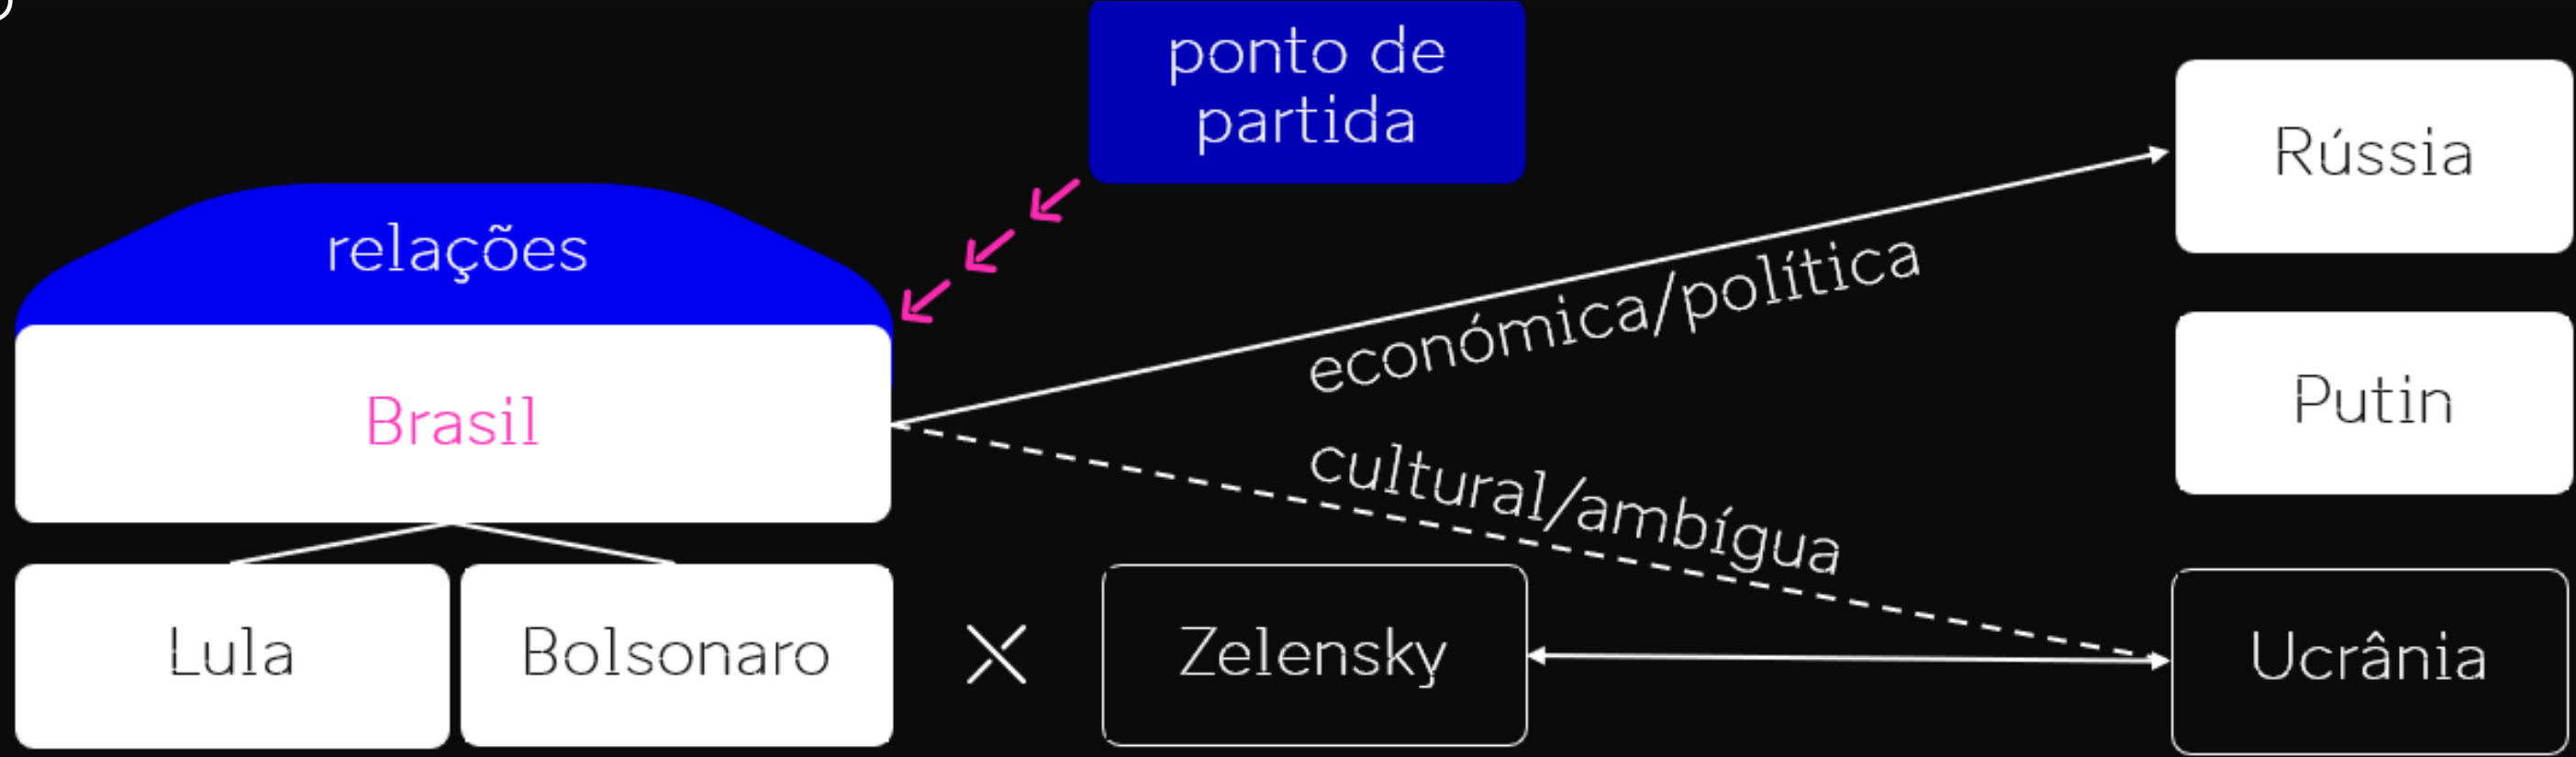 ponto de
partida
relações
Brasil
Lula
Bolsonaro
Zelensky
económica/política
cultural/ambígua
Rússia
Putin
Ucrânia